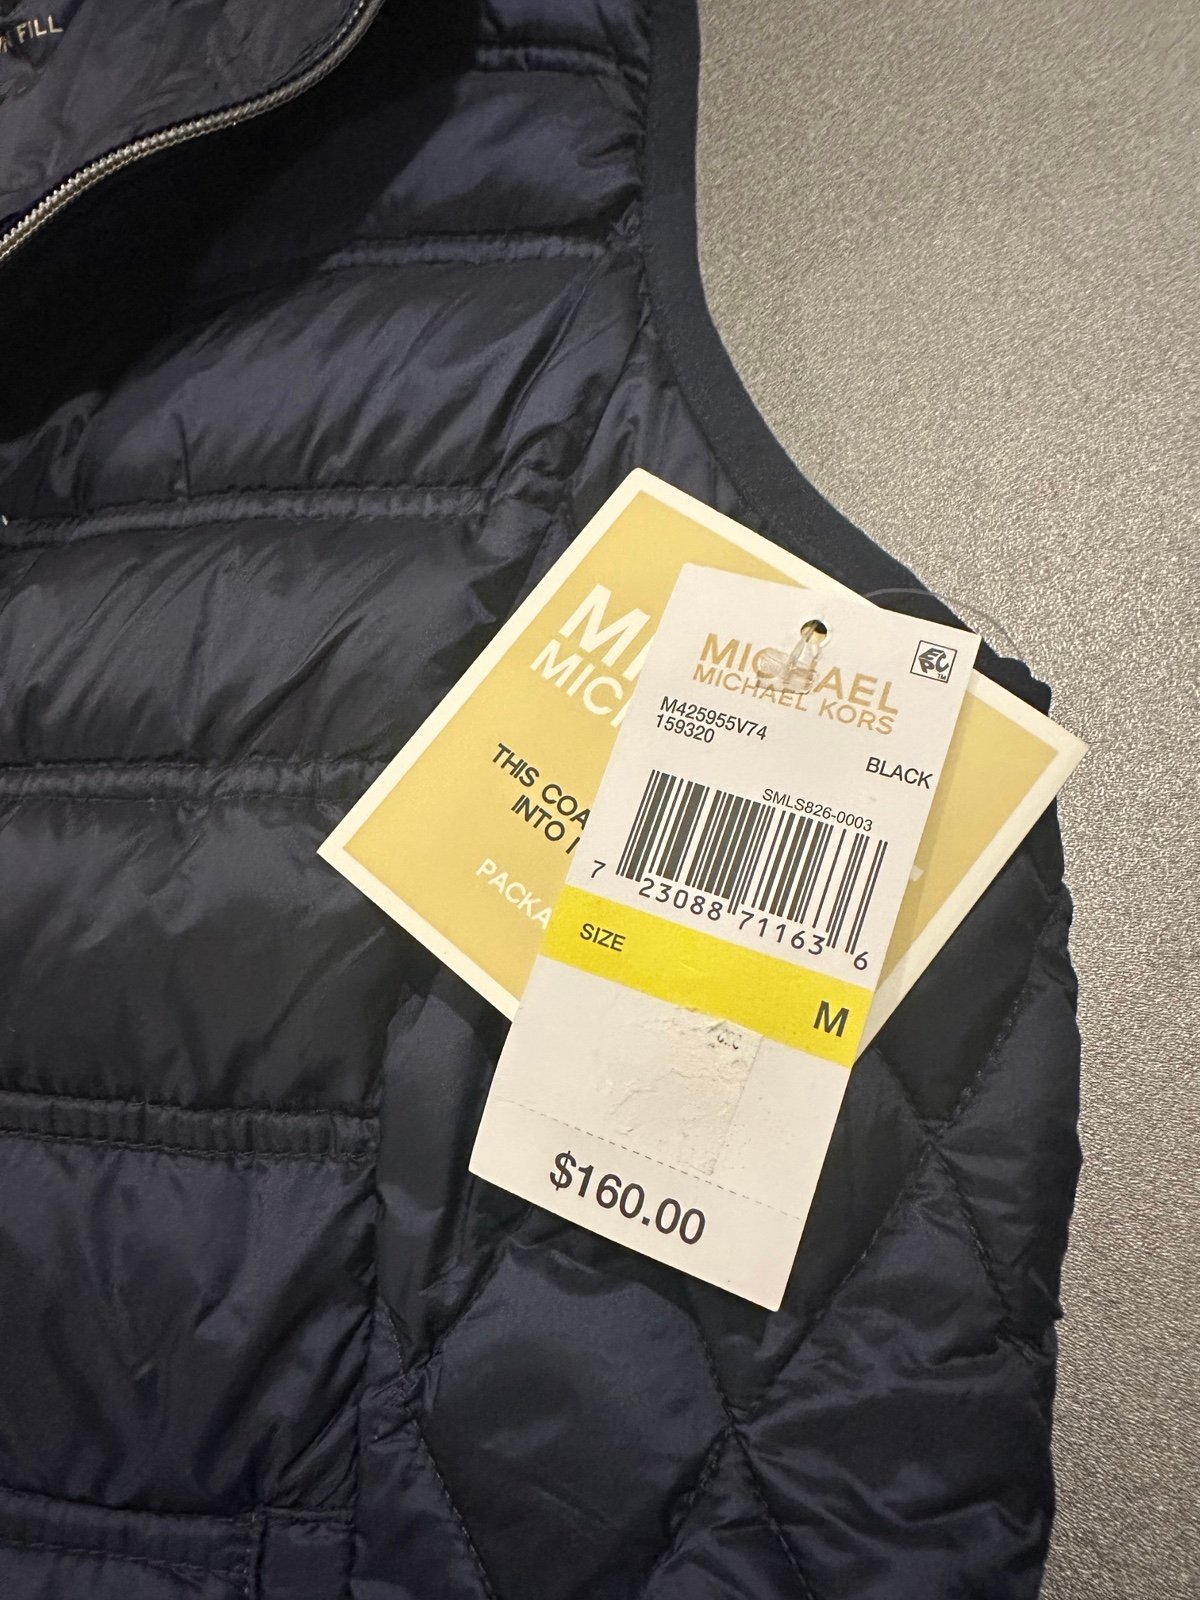 FILL
THIS COA
INTO
PACKA
MICHAEL
MICHAEL KORS
M425955V74
159320
BLACK
SMLS826-0003
7 23088 71163 6
SIZE
M
$160.00